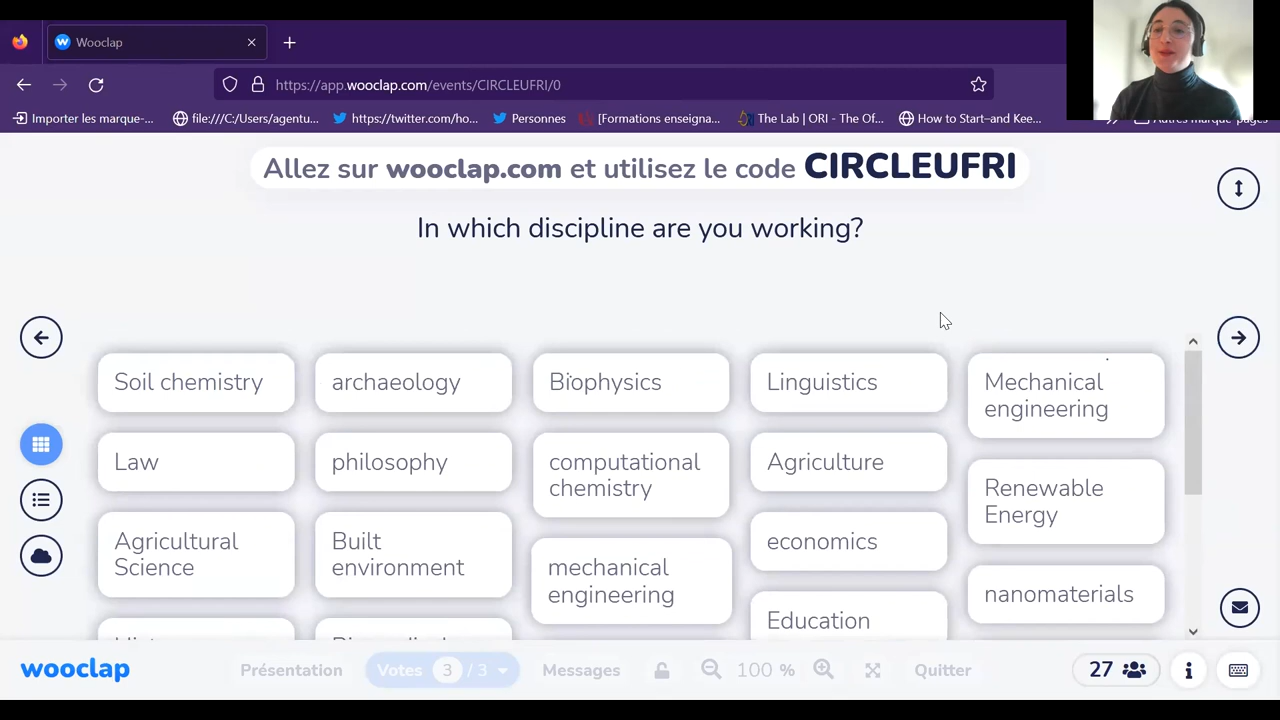 Wooclap
https://app.wooclap.com/events/CIRCLEUFRI/0
Importer les marque-... file:///C:/Users/agentu... https://twitter.com/ho... Personnes [Formations enseigna... The Lab | ORI - The Of... How to Start–and Kee... Autres marque-pages
Allez sur wooclap.com et utilisez le code CIRCLEUFRI
In which discipline are you working?
Soil chemistry
archaeology
Biophysics
Linguistics
Mechanical
engineering
Law
philosophy
computational
chemistry
Agriculture
Renewable
Energy
Agricultural
Science
Built
environment
mechanical
engineering
economics
nanomaterials
Education
wooclap Présentation Votes 3 / 3 Messages 100 % Quitter 27